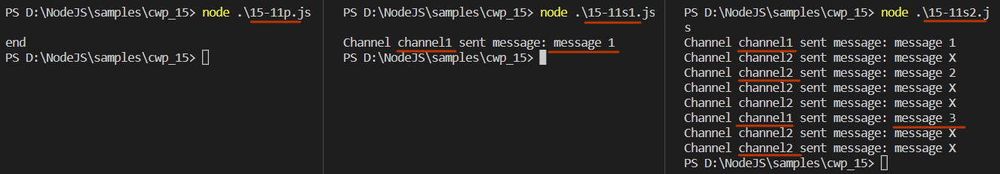 PS D:\NodeJS\samples\cwp_15> node .\15-11p.js
end
PS D:\NodeJS\samples\cwp_15>
PS D:\NodeJS\samples\cwp_15> node .\15-11s1.js
Channel channel1 sent message: message 1
PS D:\NodeJS\samples\cwp_15>
PS D:\NodeJS\samples\cwp_15> node .\15-11s2.j
s
Channel channel1 sent message: message 1
Channel channel2 sent message: message X
Channel channel2 sent message: message 2
Channel channel2 sent message: message X
Channel channel2 sent message: message X
Channel channel1 sent message: message 3
Channel channel2 sent message: message X
Channel channel2 sent message: message X
PS D:\NodeJS\samples\cwp_15>